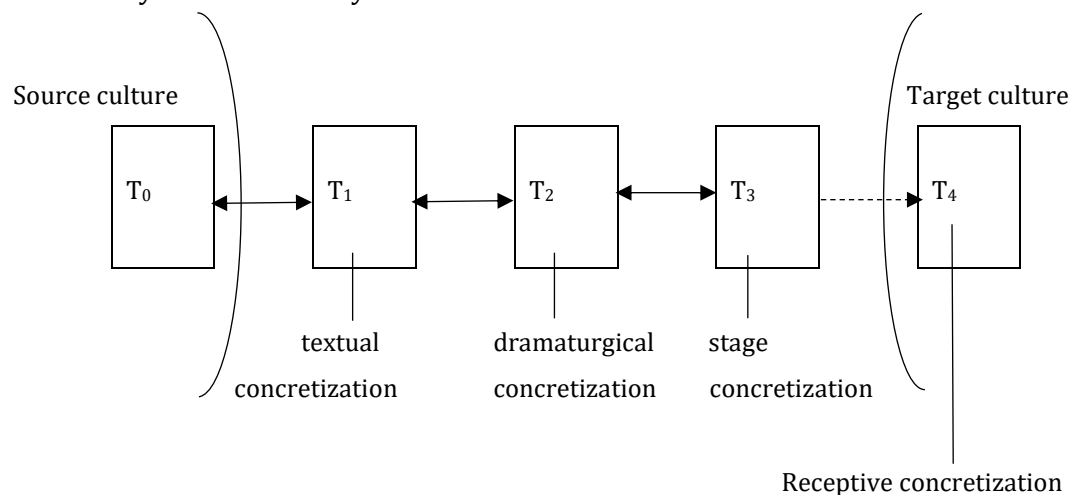 Source culture
Target culture
T₀
T₁
T₂
T₃
T₄
textual
concretization
dramaturgical
concretization
stage
concretization
Receptive concretization